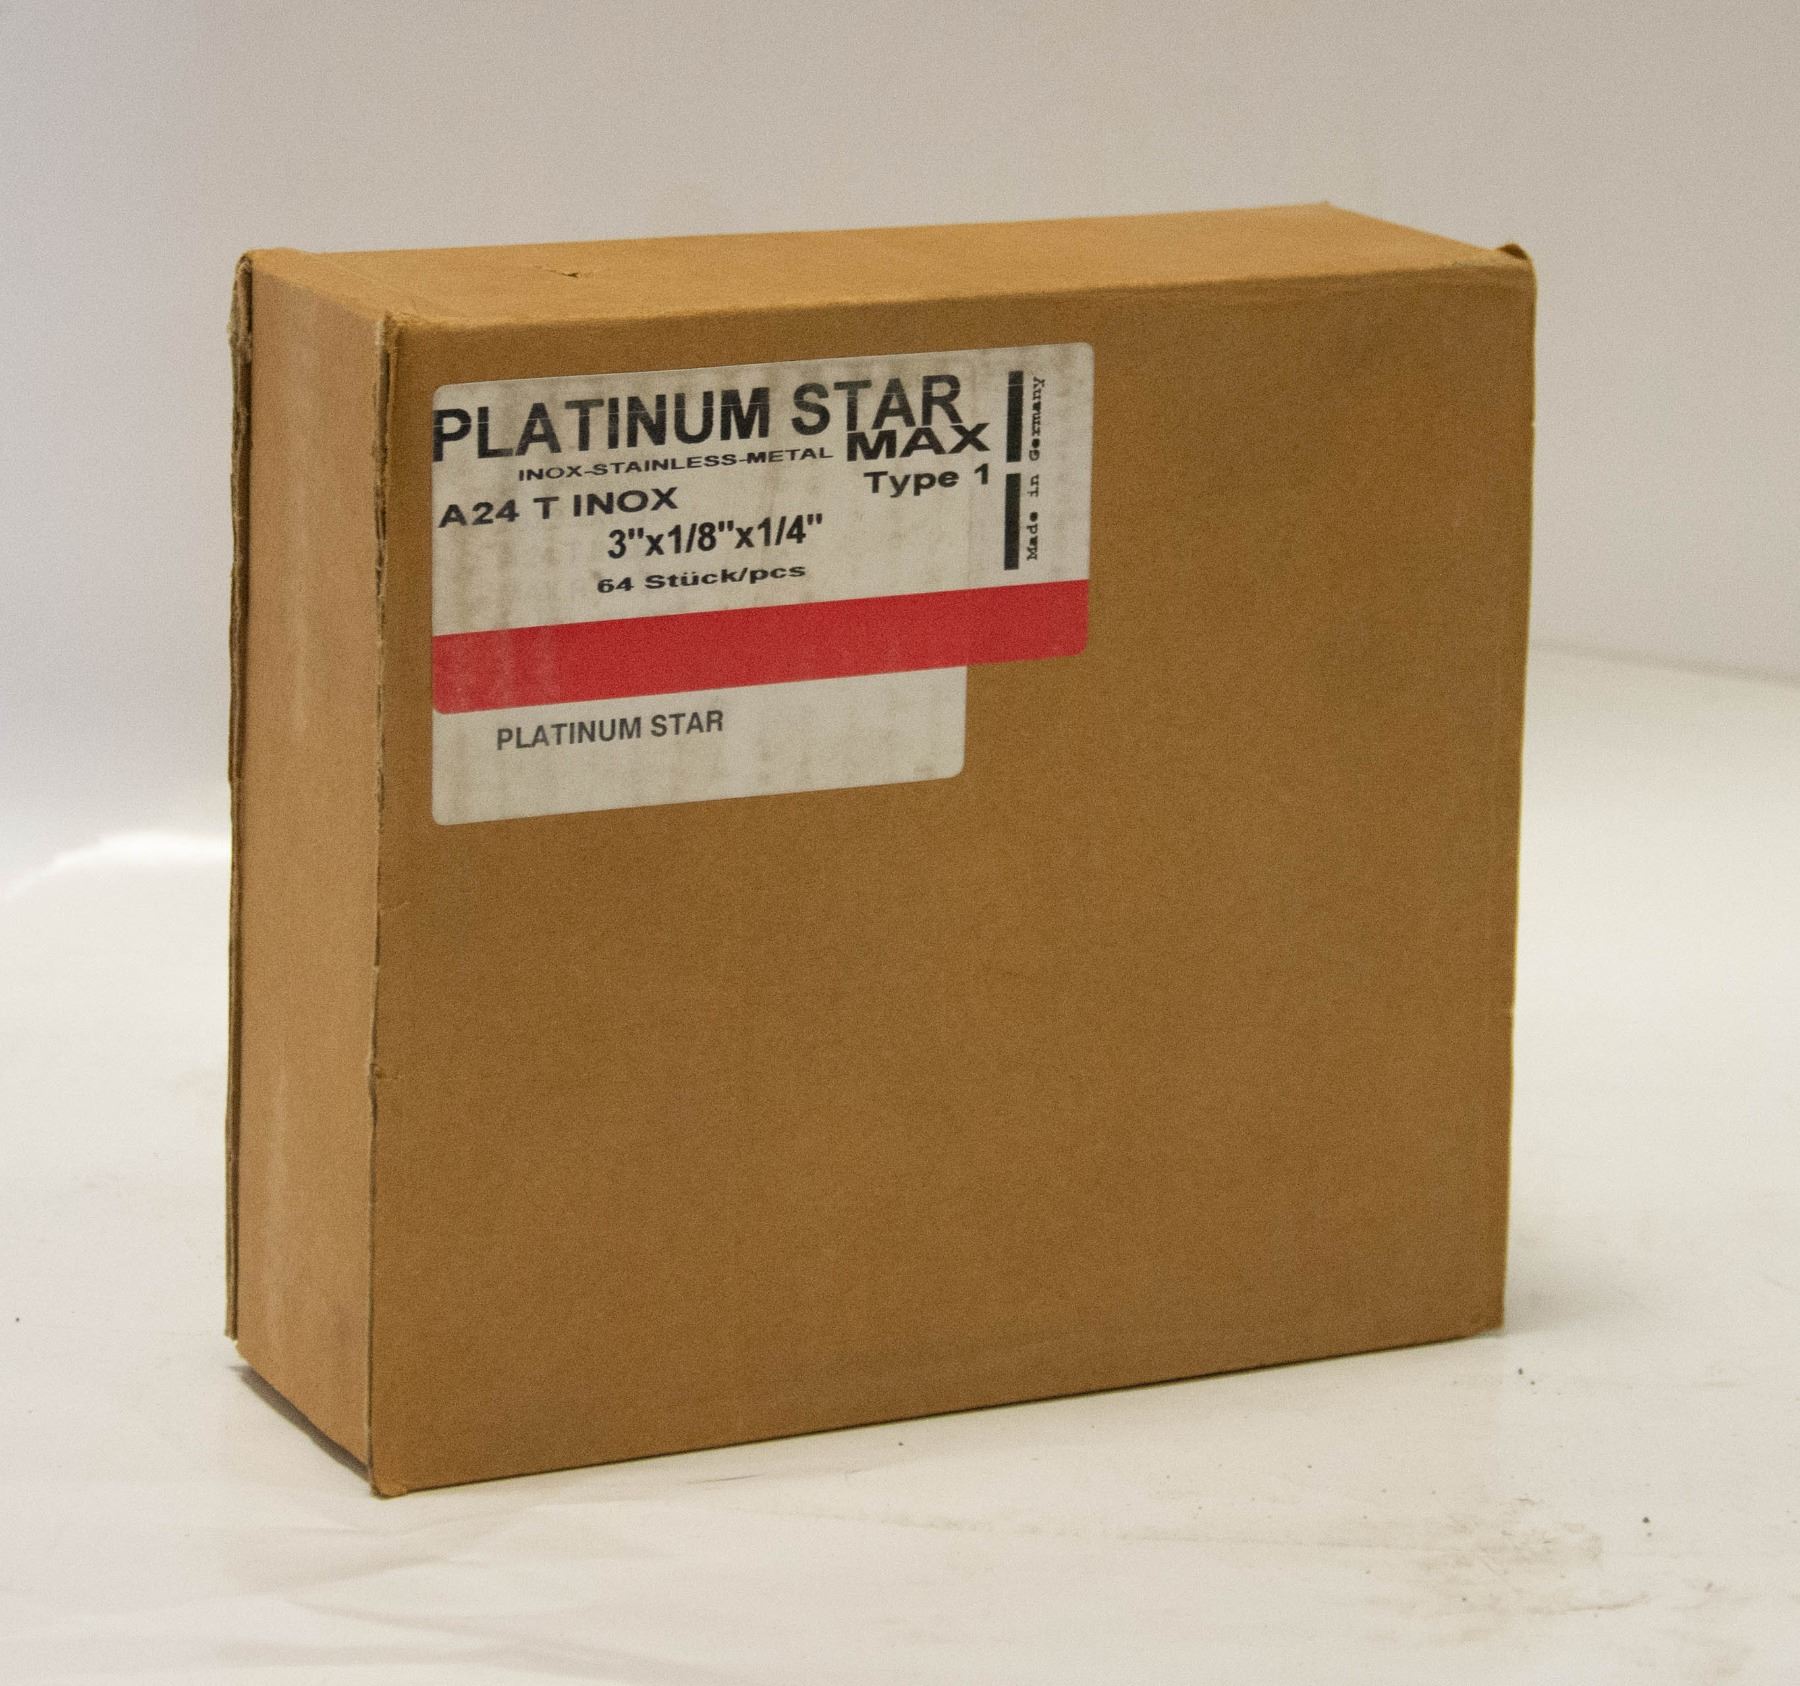 PLATINUM STAR
INOX-STAINLESS-METAL MAX
Type 1
A24 T INOX
3"x1/8"x1/4"
64 Stück/pcs
Made in Germany
PLATINUM STAR